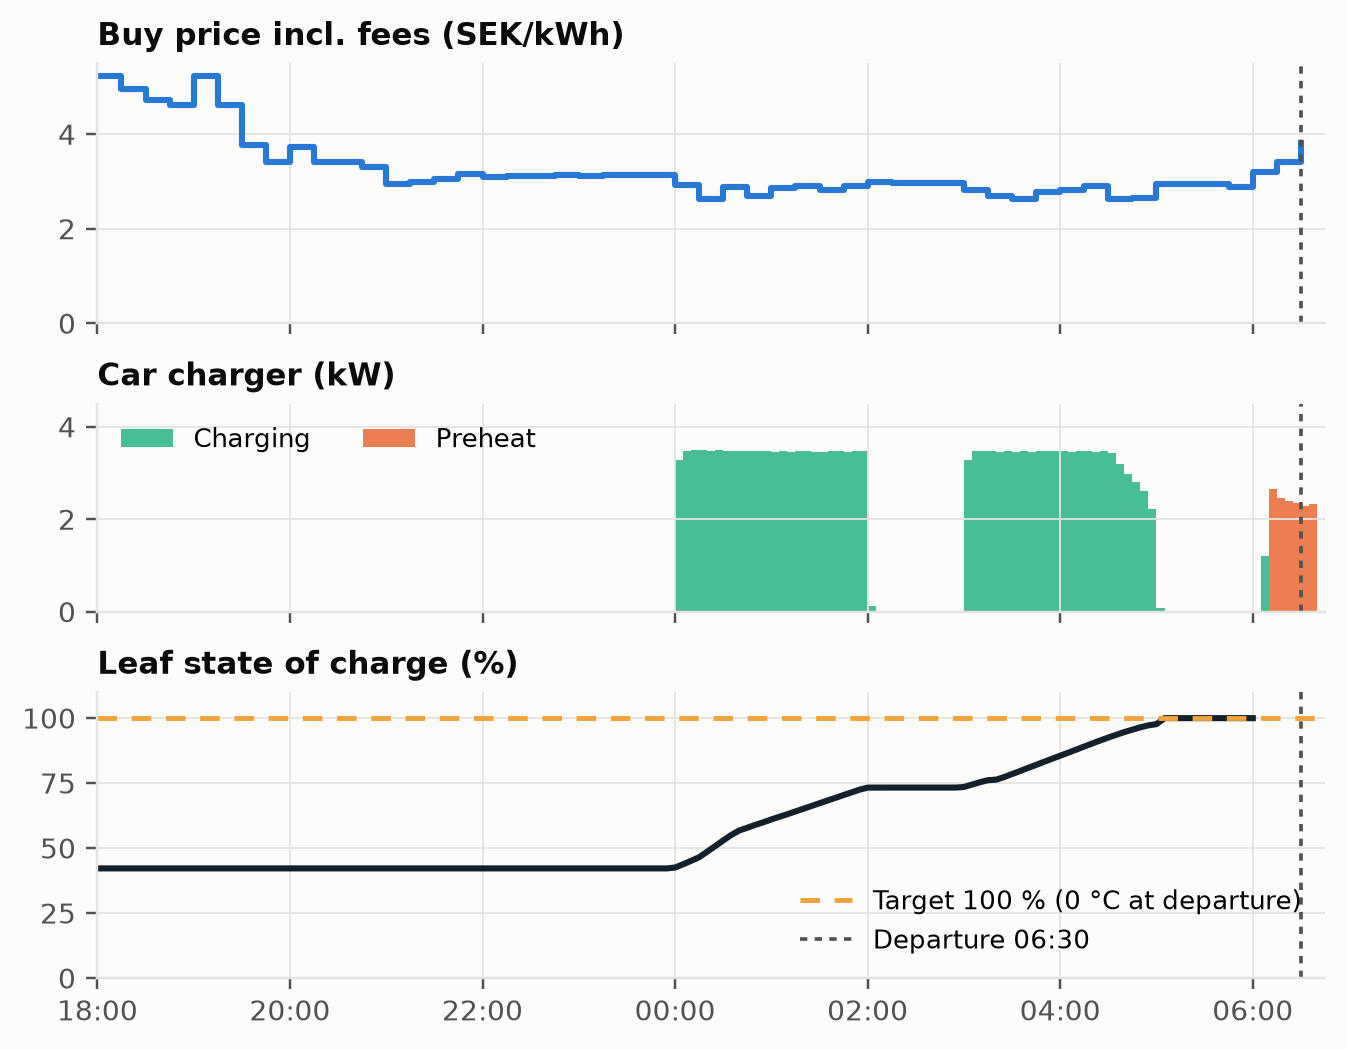 Buy price incl. fees (SEK/kWh)
4
2
0
Car charger (kW)
4
Charging
Preheat
2
0
Leaf state of charge (%)
100
75
50
25
0
Target 100 % (0 °C at departure)
Departure 06:30
18:00
20:00
22:00
00:00
02:00
04:00
06:00